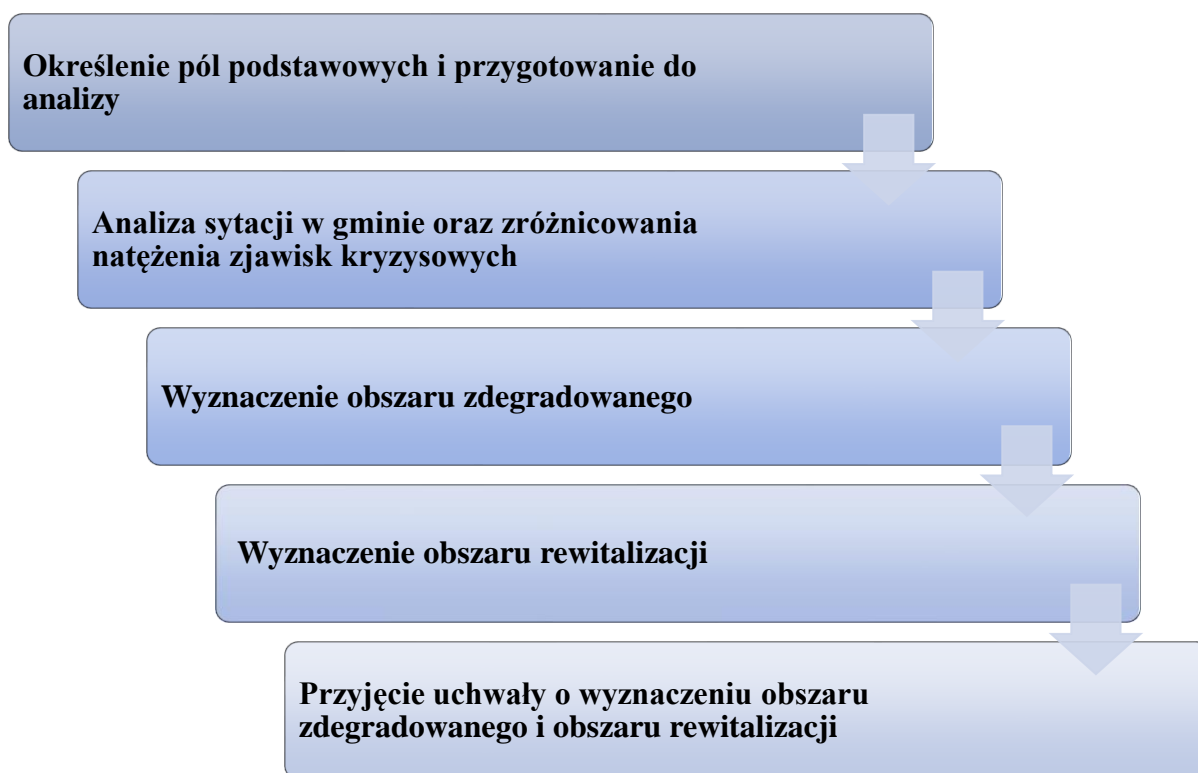 Określenie pól podstawowych i przygotowanie do
analizy
Analiza sytacji w gminie oraz zróżnicowania
natężenia zjawisk kryzysowych
Wyznaczenie obszaru zdegradowanego
Wyznaczenie obszaru rewitalizacji
Przyjęcie uchwały o wyznaczeniu obszaru
zdegradowanego i obszaru rewitalizacji